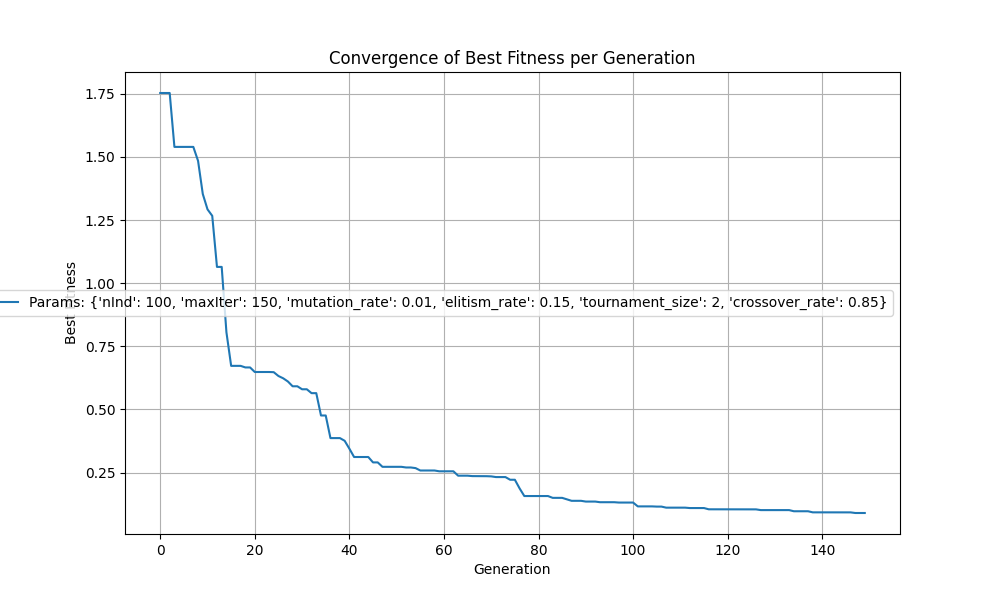 Convergence of Best Fitness per Generation
1.75
1.50
1.25
1.00
0.75
0.50
0.25
Best
Params: {'nInd': 100, 'maxIter': 150, 'mutation_rate': 0.01, 'elitism_rate': 0.15, 'tournament_size': 2, 'crossover_rate': 0.85}
0 20 40 60 80 100 120 140
Generation